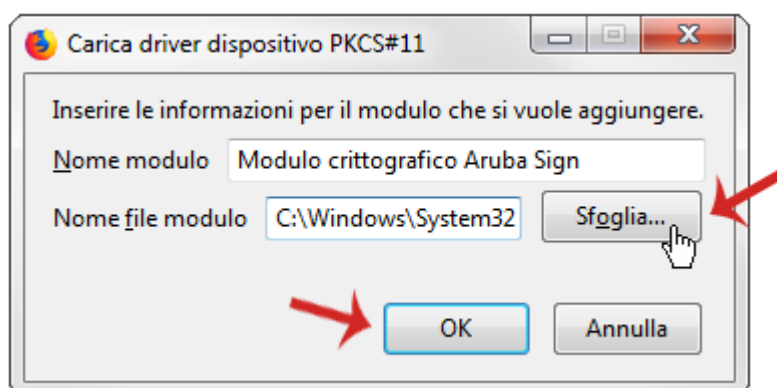 Carica driver dispositivo PKCS#11
Inserire le informazioni per il modulo che si vuole aggiungere.
Nome modulo Modulo crittografico Aruba Sign
Nome file modulo C:\Windows\System32 Sfoglia...
OK Annulla